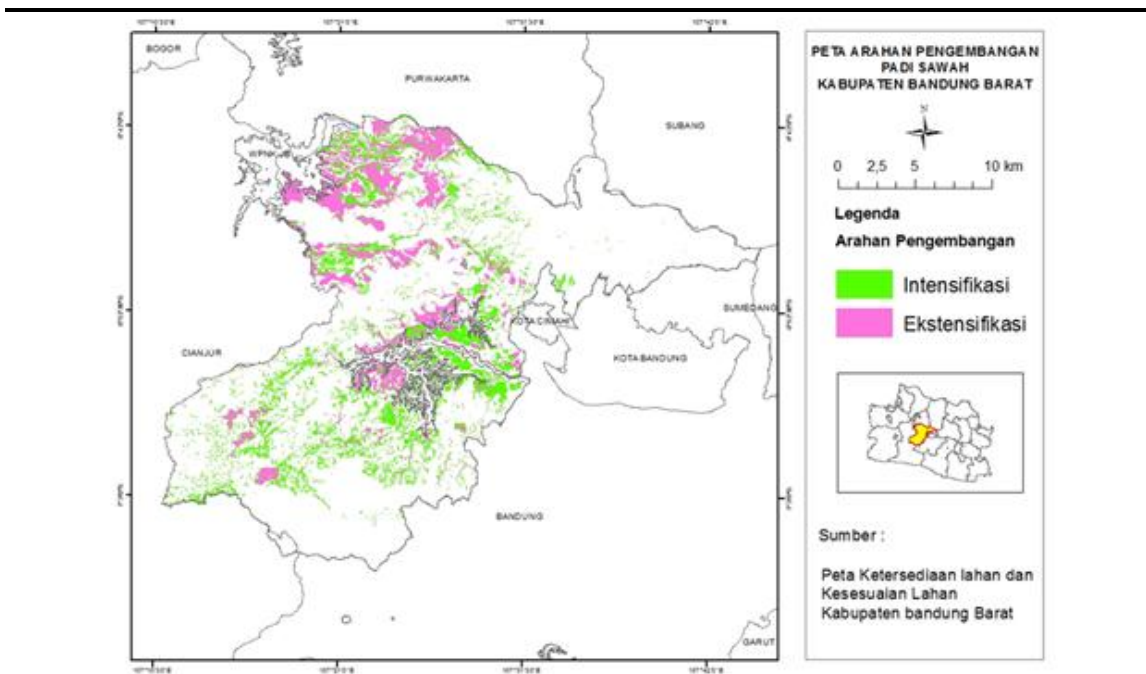 BOGOR
PURWAKARTA
SUBANG
KOTA CIMAHI
SUMEDANG
KOTA BANDUNG
CIANJUR
BANDUNG
GARUT
PETA ARAHAN PENGEMBANGAN
PADI SAWAH
KABUPATEN BANDUNG BARAT
N
0 2,5 5 10 km
Legenda
Arahan Pengembangan
Intensifikasi
Ekstensifikasi
Sumber :
Peta Ketersediaan lahan dan
Kesesuaian Lahan
Kabupaten bandung Barat